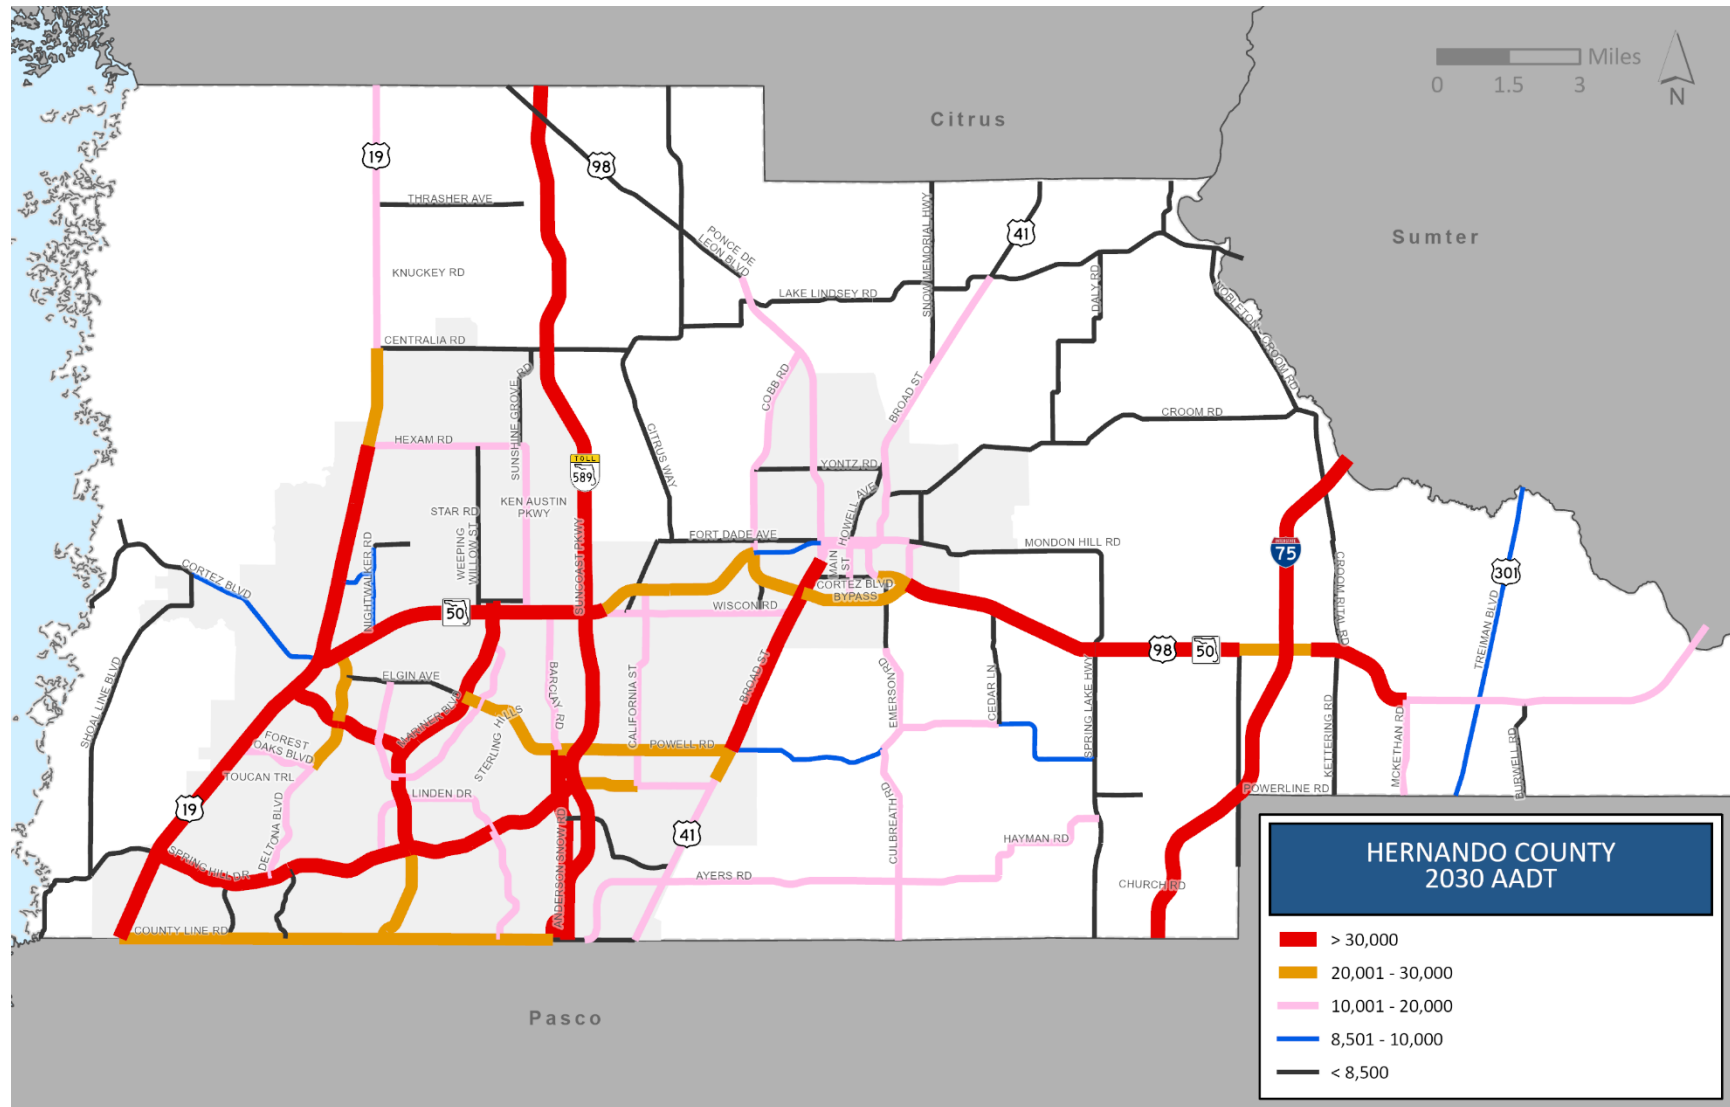 Miles
0 1.5 3
N
Citrus
Sumter
19
98
THRASHER AVE
PONCE DE
LEON BLVD
SNOW MEMORIAL HWY
41
KNUCKEY RD
LAKE LINDSEY RD
DALY RD
NOBLETON-CROOM RD
CENTRALIA RD
SUNSHINE GROVE RD
COBB RD
BROAD ST
CROOM RD
HEXAM RD
CITRUS WAY
TOLL
589
YONTZ RD
KEN AUSTIN
PKWY
STAR RD
HOWELL AVE
WEEPING
WILLOW ST
NIGHTWALKER RD
FORT DADE AVE
MAIN
ST
MONDON HILL RD
75
CROOM RITAL RD
301
CORTEZ BLVD
SUNCOAST PKWY
CORTEZ BLVD
BYPASS
WISCON RD
50
TREIMAN BLVD
98
50
SHOAL LINE BLVD
ELGIN AVE
BARCLAY RD
CALIFORNIA ST
BROAD ST
EMERSON RD
CEDAR LN
SPRING LAKE HWY
MARINER BLVD
STERLING HILLS
POWELL RD
KETTERING RD
MCKETHAN RD
BURWELL RD
FOREST
OAKS BLVD
TOUCAN TRL
LINDEN DR
POWERLINE RD
19
DELTONA BLVD
ANDERSON SNOW RD
41
CULBREATH RD
HAYMAN RD
SPRING HILL DR
AYERS RD
CHURCH RD
COUNTY LINE RD
Pasco
HERNANDO COUNTY
2030 AADT
> 30,000
20,001 - 30,000
10,001 - 20,000
8,501 - 10,000
< 8,500